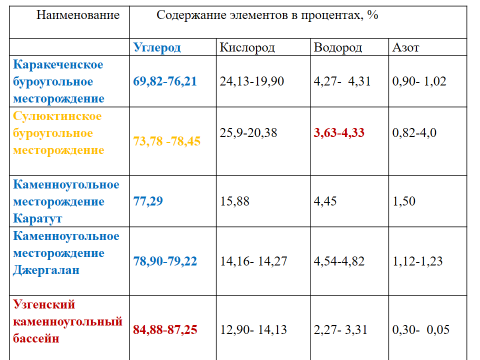 Наименование Содержание элементов в процентах, %
Углерод Кислород Водород Азот
Каракеченское
буроугольное
месторождение
69,82-76,21 24,13-19,90 4,27- 4,31 0,90- 1,02
Сулюктинское
буроугольное
месторождение
73,78 -78,45 25,9-20,38 3,63-4,33 0,82-4,0
Каменноугольное
месторождение
Каратут
77,29 15,88 4,45 1,50
Каменноугольное
месторождение
Джергалан
78,90-79,22 14,16- 14,27 4,54-4,82 1,12-1,23
Узгенский
каменноугольный
бассейн
84,88-87,25 12,90- 14,13 2,27- 3,31 0,30- 0,05